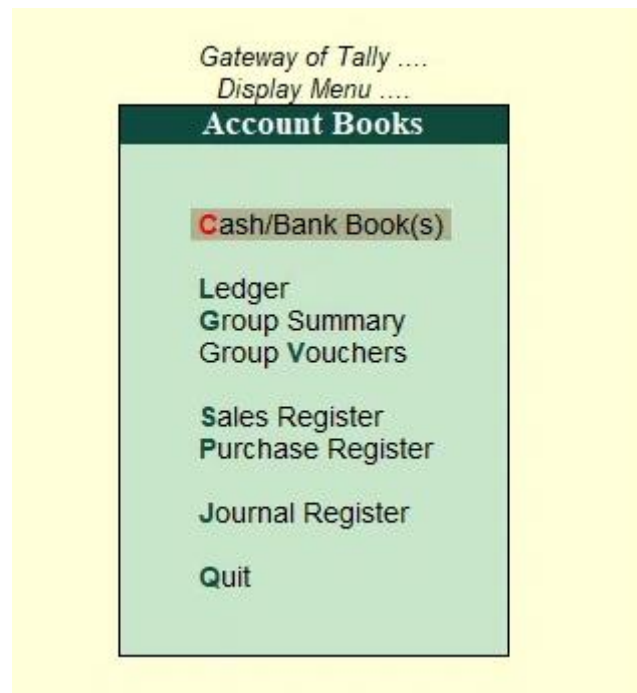 Gateway of Tally ....
Display Menu ....
Account Books
Cash/Bank Book(s)
Ledger
Group Summary
Group Vouchers
Sales Register
Purchase Register
Journal Register
Quit